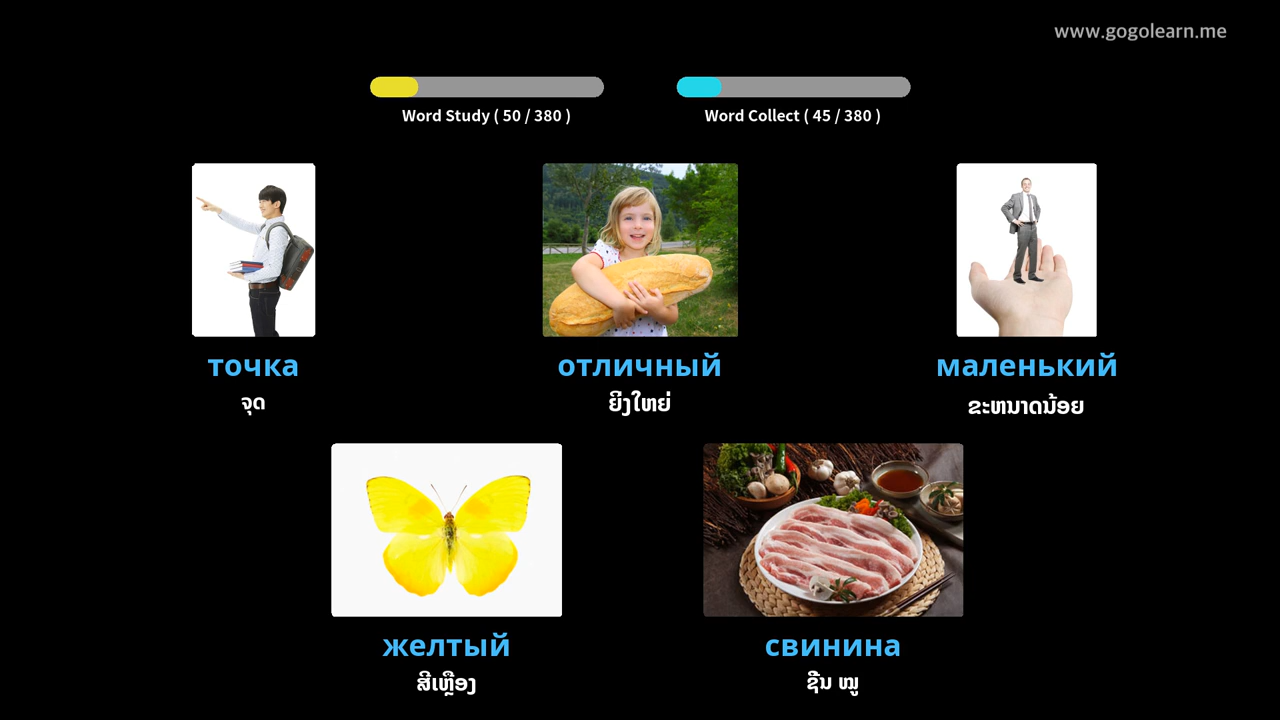 www.gogolearn.me
Word Study ( 50 / 380 )
Word Collect ( 45 / 380 )
точка
ຈຸດ
отличный
ຍິງໃຫຍ່
маленький
ຂະຫນາດນ້ອຍ
желтый
ສີເຫຼືອງ
свинина
ຊີ້ນ ໝູ